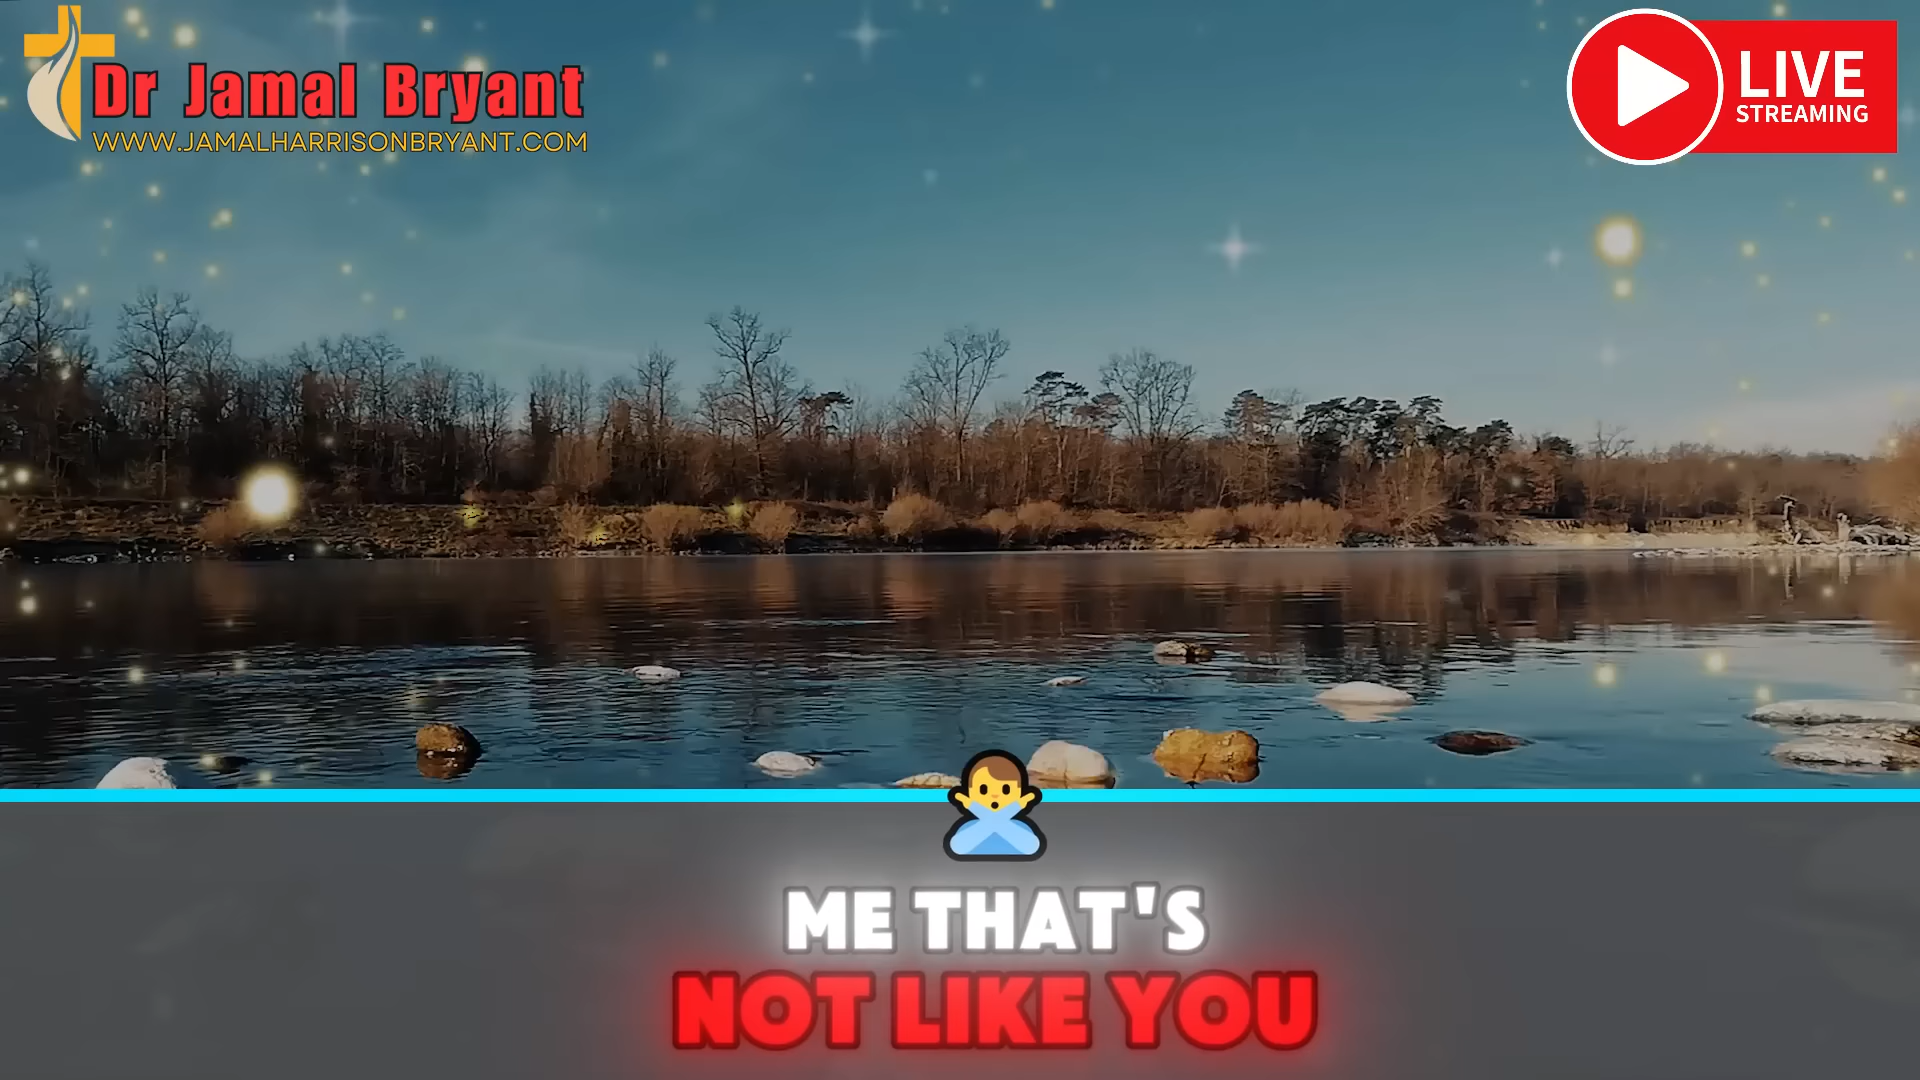 Dr Jamal Bryant
WWW.JAMALHARRISONBRYANT.COM
LIVE
STREAMING
ME THAT'S
NOT LIKE YOU